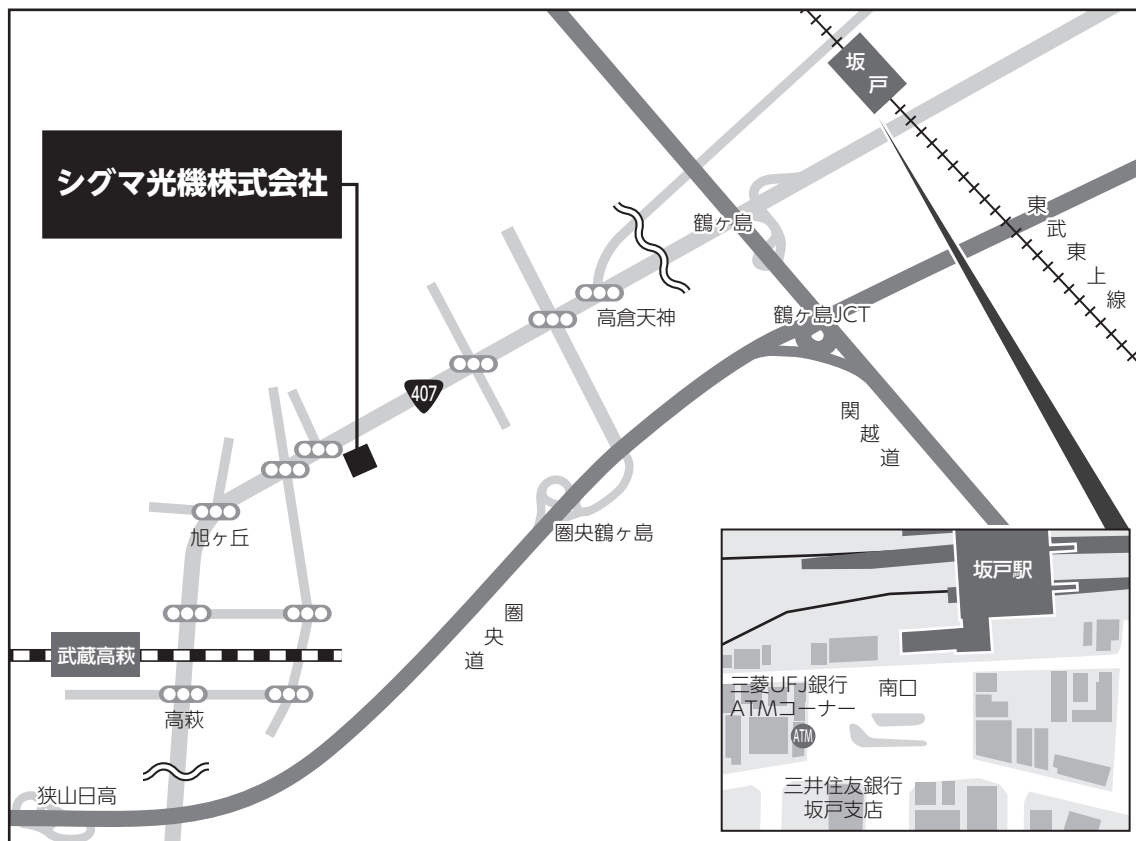 坂戸
シグマ光機株式会社
鶴ヶ島
東武東上線
高倉天神
鶴ヶ島JCT
407
関越道
旭ヶ丘
圏央鶴ヶ島
圏央道
武蔵高萩
高萩
狭山日高
坂戸駅
三菱UFJ銀行
ATMコーナー
南口
ATM
三井住友銀行
坂戸支店